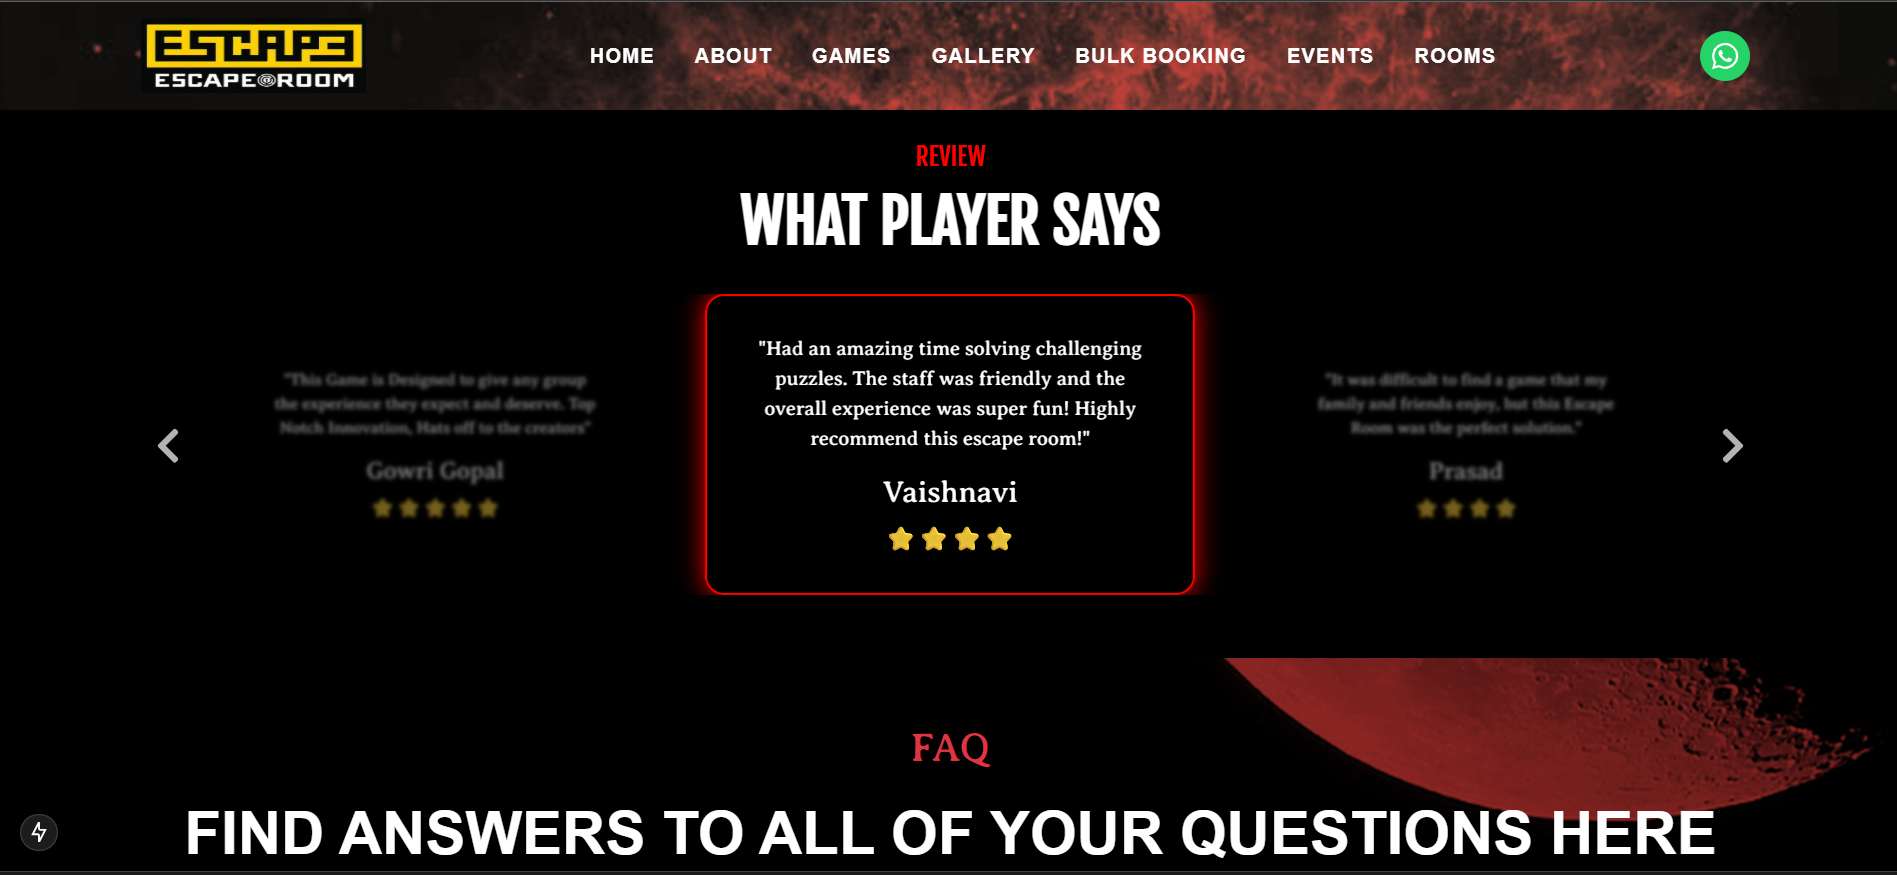 ESCAPE
ESCAPE@ROOM
HOME ABOUT GAMES GALLERY BULK BOOKING EVENTS ROOMS
REVIEW
WHAT PLAYER SAYS
"This Game is Designed to give any group
the experience they expect and deserve. Top
Notch Innovation, Hats off to the creators"
Gowri Gopal
"Had an amazing time solving challenging
puzzles. The staff was friendly and the
overall experience was super fun! Highly
recommend this escape room!"
Vaishnavi
"It was difficult to find a game that my
family and friends enjoy, but this Escape
Room was the perfect solution."
Prasad
FAQ
FIND ANSWERS TO ALL OF YOUR QUESTIONS HERE